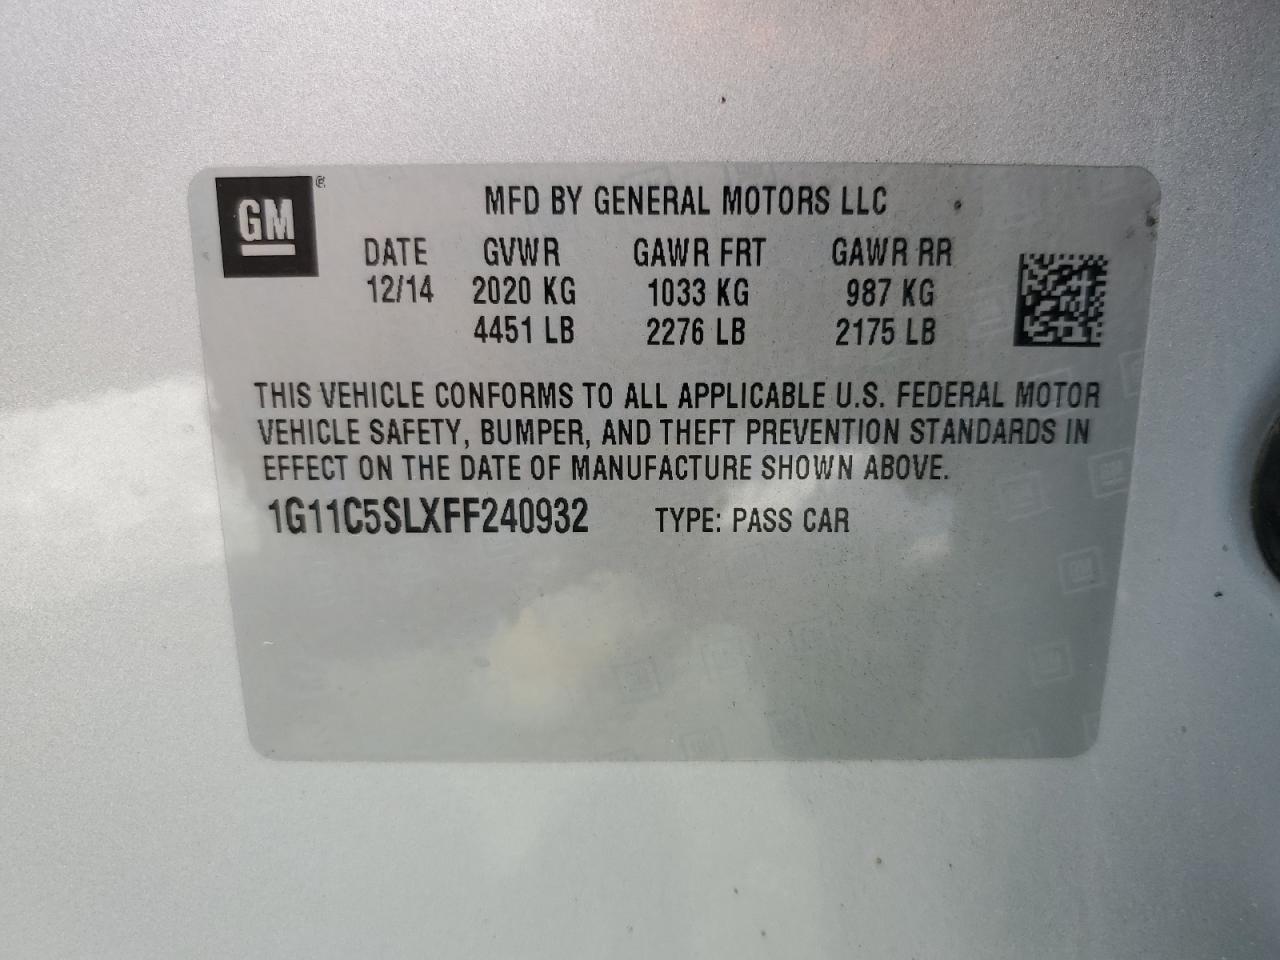 GM ®
MFD BY GENERAL MOTORS LLC
DATE GVWR GAWR FRT GAWR RR
12/14 2020 KG 1033 KG 987 KG
4451 LB 2276 LB 2175 LB
THIS VEHICLE CONFORMS TO ALL APPLICABLE U.S. FEDERAL MOTOR
VEHICLE SAFETY, BUMPER, AND THEFT PREVENTION STANDARDS IN
EFFECT ON THE DATE OF MANUFACTURE SHOWN ABOVE.
1G11C5SLXFF240932 TYPE: PASS CAR